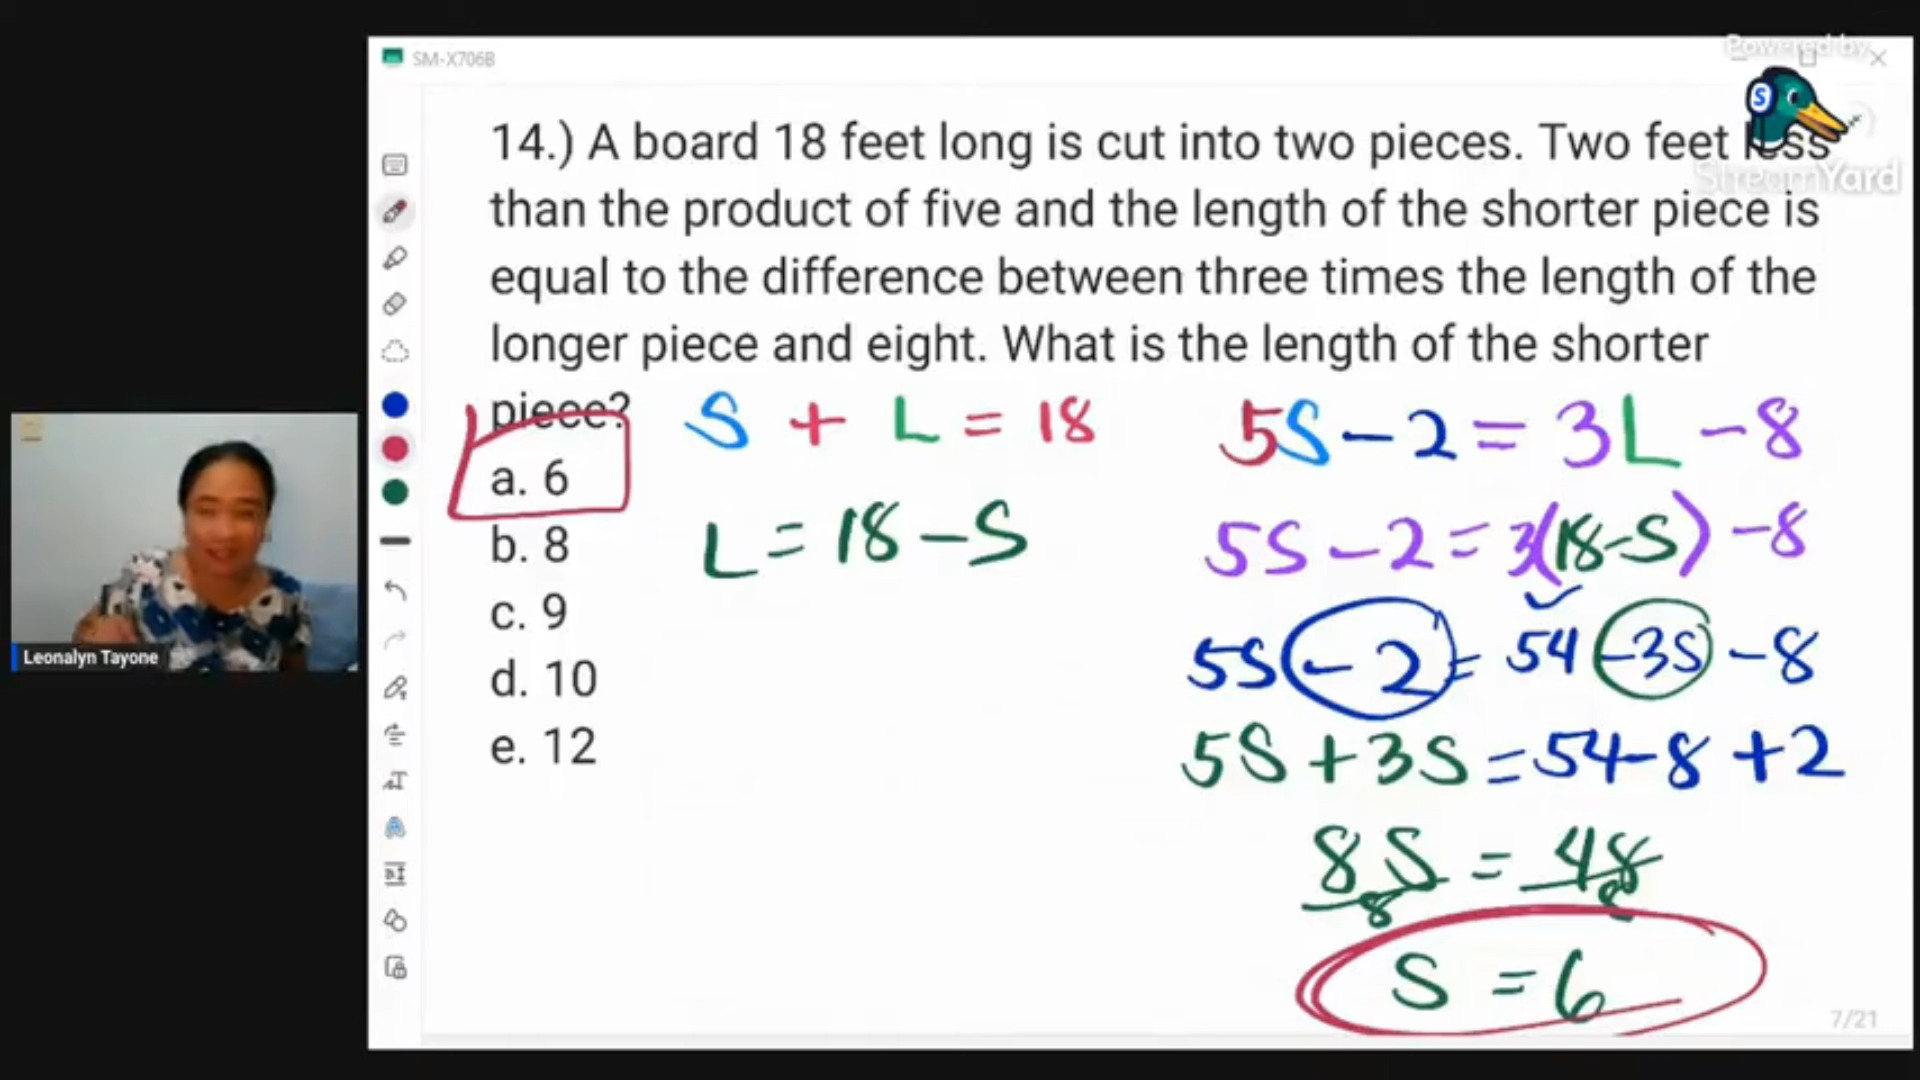 SM-X706B
Powered by
StreamYard
14.) A board 18 feet long is cut into two pieces. Two feet less
than the product of five and the length of the shorter piece is
equal to the difference between three times the length of the
longer piece and eight. What is the length of the shorter
piece?
a. 6
b. 8
c. 9
d. 10
e. 12
S + L = 18
L = 18 - S
5S - 2 = 3L - 8
5S - 2 = 3(18-S) - 8
5S - 2 = 54 - 3S - 8
5S + 3S = 54 - 8 + 2
8S = 48
8 8
S = 6
Leonalyn Tayone
7/21